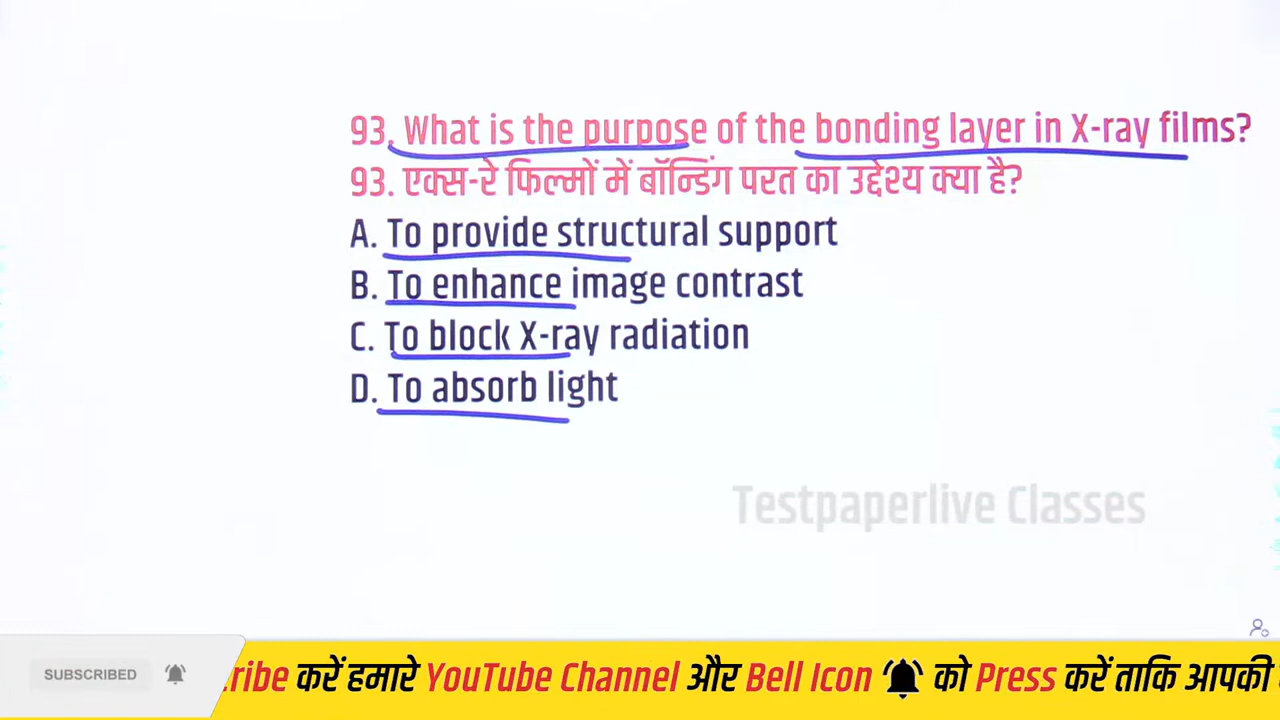 93. What is the purpose of the bonding layer in X-ray films?
93. एक्स-रे फिल्मों में बॉन्डिंग परत का उद्देश्य क्या है?
A. To provide structural support
B. To enhance image contrast
C. To block X-ray radiation
D. To absorb light
Testpaperlive Classes
SUBSCRIBED
करें हमारे YouTube Channel और Bell Icon को Press करें ताकि आपकी